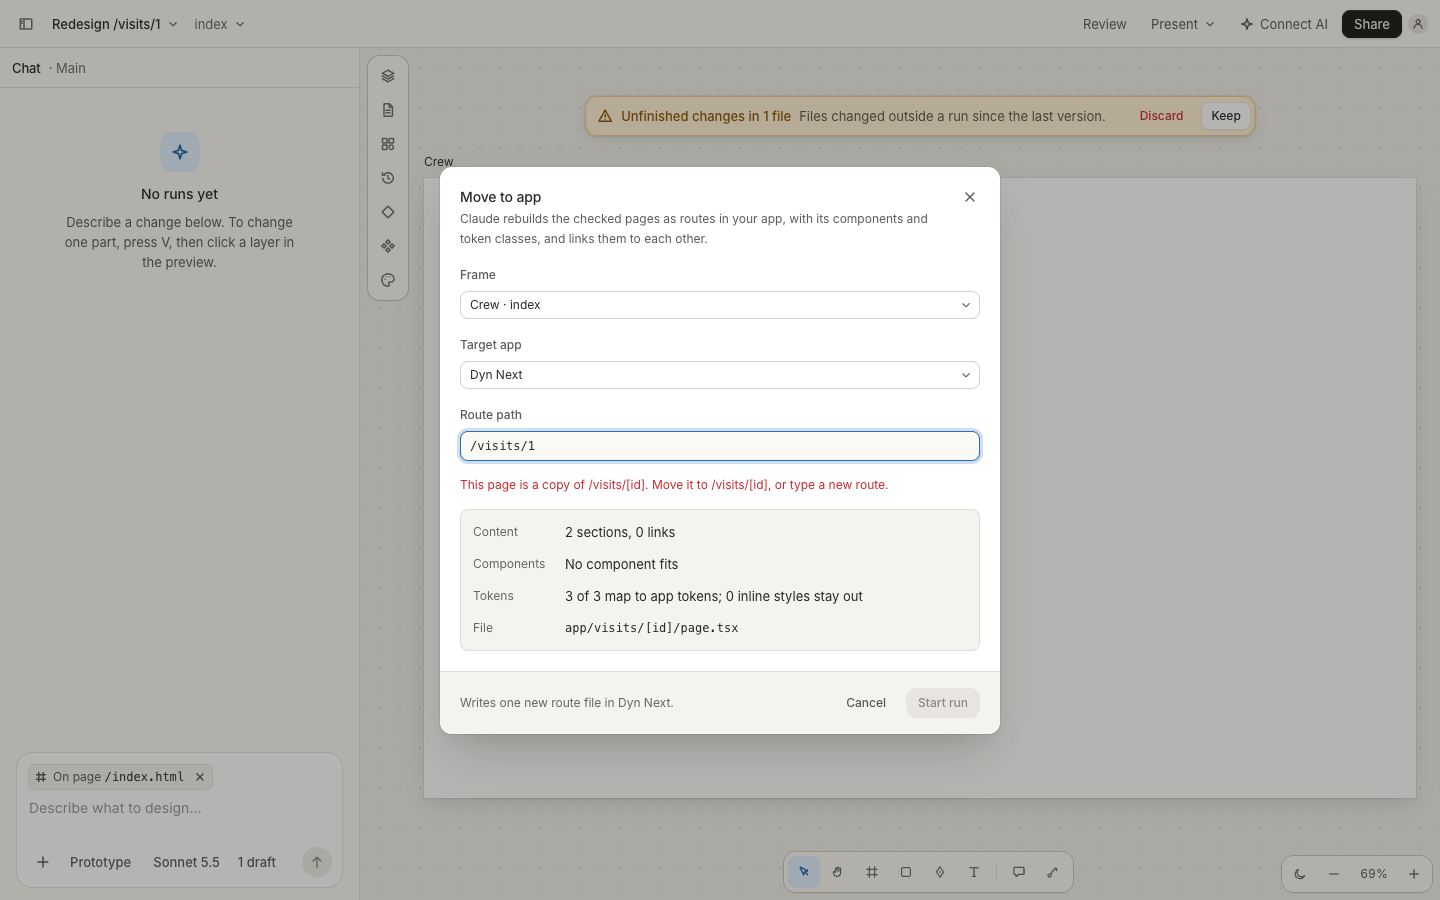 Redesign /visits/1
index
Review
Present
Connect AI
Share
Chat · Main
Unfinished changes in 1 file Files changed outside a run since the last version.
Discard
Keep
Crew
No runs yet
Describe a change below. To change
one part, press V, then click a layer in
the preview.
Move to app
Claude rebuilds the checked pages as routes in your app, with its components and
token classes, and links them to each other.
Frame
Crew · index
Target app
Dyn Next
Route path
/visits/1
This page is a copy of /visits/[id]. Move it to /visits/[id], or type a new route.
Content 2 sections, 0 links
Components No component fits
Tokens 3 of 3 map to app tokens; 0 inline styles stay out
File app/visits/[id]/page.tsx
Writes one new route file in Dyn Next.
Cancel
Start run
On page /index.html
Describe what to design...
Prototype
Sonnet 5.5
1 draft
69%